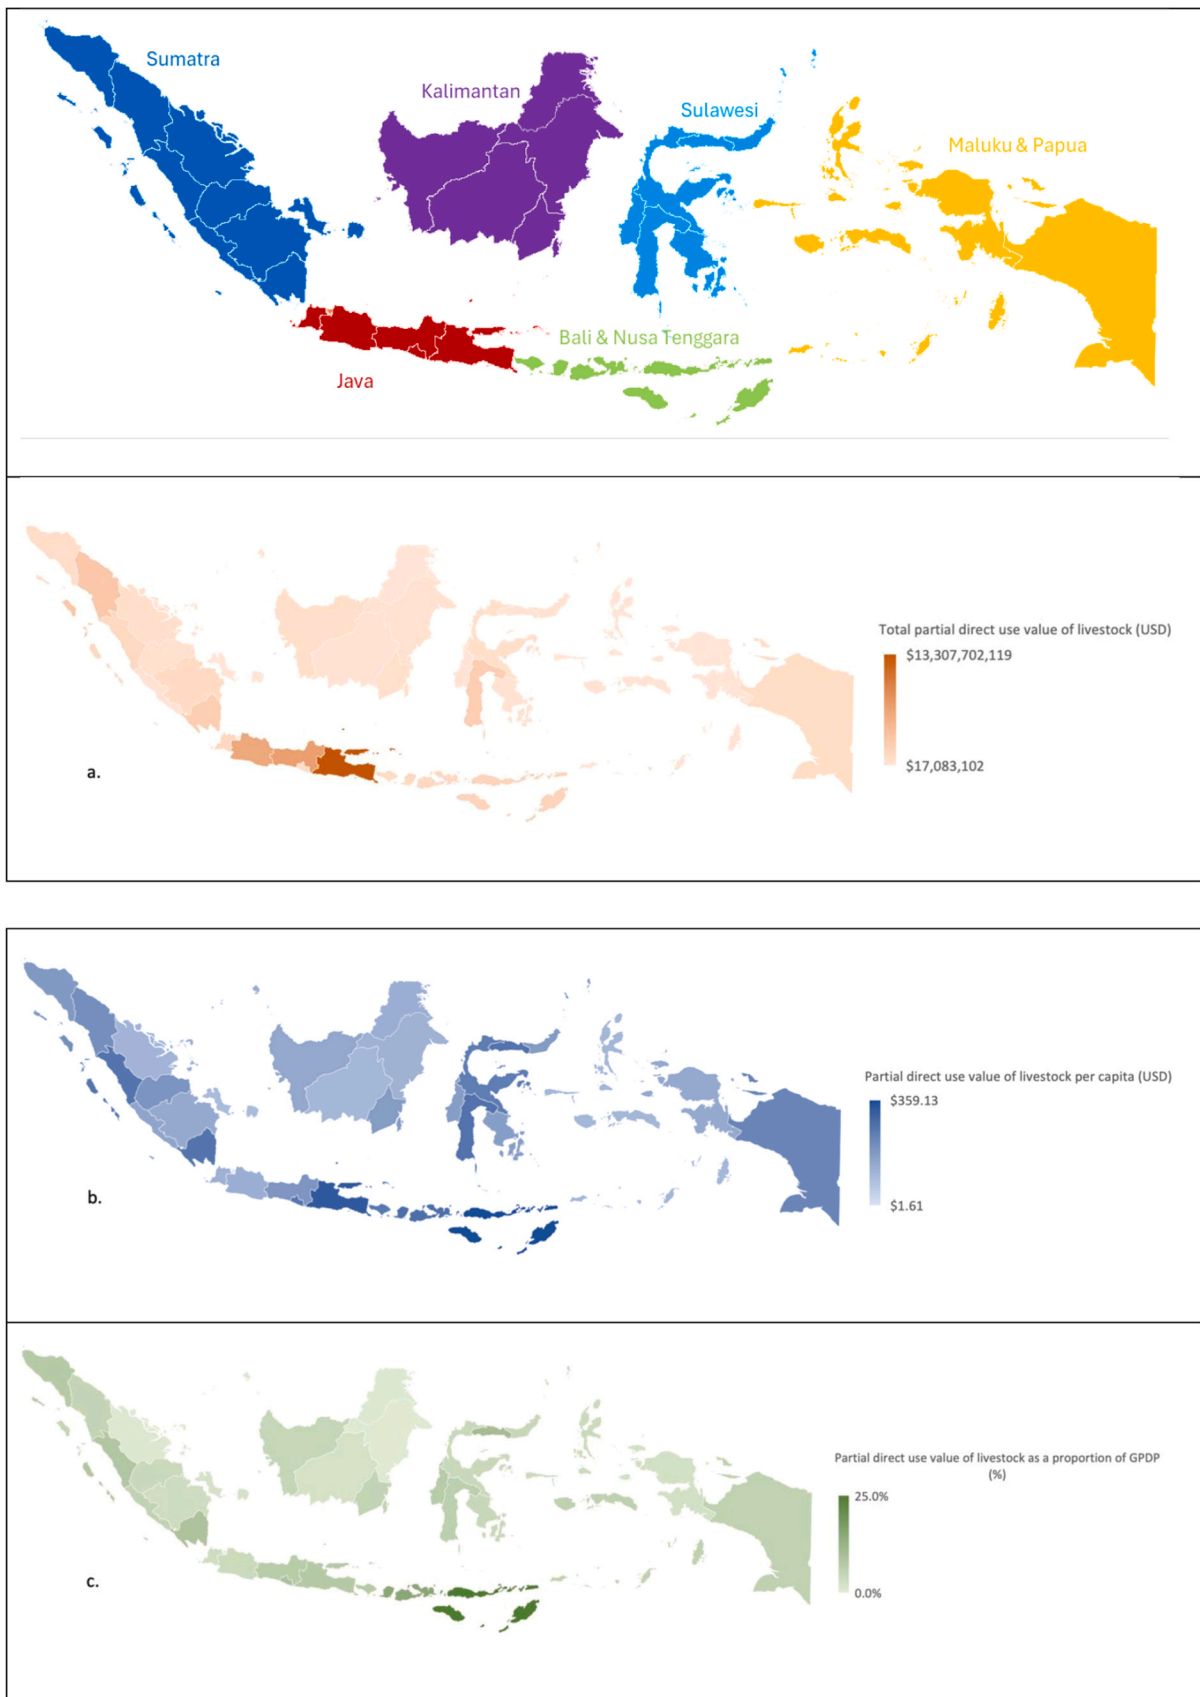 Sumatra
Kalimantan
Sulawesi
Maluku & Papua
Bali & Nusa Tenggara
Java
Total partial direct use value of livestock (USD)
$13,307,702,119
$17,083,102
a.
Partial direct use value of livestock per capita (USD)
$359.13
$1.61
b.
Partial direct use value of livestock as a proportion of GPDP
(%)
25.0%
0.0%
c.